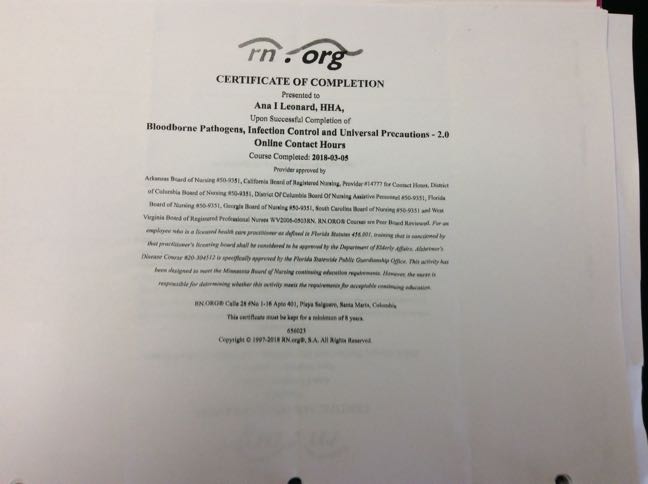 rn.org
CERTIFICATE OF COMPLETION
Presented to
Ana I Leonard, HHA,
Upon Successful Completion of
Bloodborne Pathogens, Infection Control and Universal Precautions - 2.0
Online Contact Hours
Course Completed: 2018-03-05
Provider approved by
Arkansas Board of Nursing #50-9351, California Board of Registered Nursing, Provider #14777 for Contact Hours, District
of Columbia Board of Nursing #50-9351, District Of Columbia Board Of Nursing Assistive Personnel #50-9351, Florida
Board of Nursing #50-9351, Georgia Board of Nursing #50-9351, South Carolina Board of Nursing #50-9351 and West
Virginia Board of Registered Professional Nurses WV2006-0503RN. RN.ORG® Courses are Peer Board Reviewed. For an
employee who is a licensed health care practitioner as defined in Florida Statutes 456.001, training that is sanctioned by
that practitioner's licensing board shall be considered to be approved by the Department of Elderly Affairs. Alzheimer's
Disease Course #20-304512 is specifically approved by the Florida Statewide Public Guardianship Office. This activity has
been designed to meet the Minnesota Board of Nursing continuing education requirements. However, the nurse is
responsible for determining whether this activity meets the requirements for acceptable continuing education.
RN.ORG® Calle 28 #No 1-16 Apto 401, Playa Salguero, Santa Marta, Colombia
This certificate must be kept for a minimum of 8 years.
656023
Copyright © 1997-2018 RN.org®, S.A. All Rights Reserved.